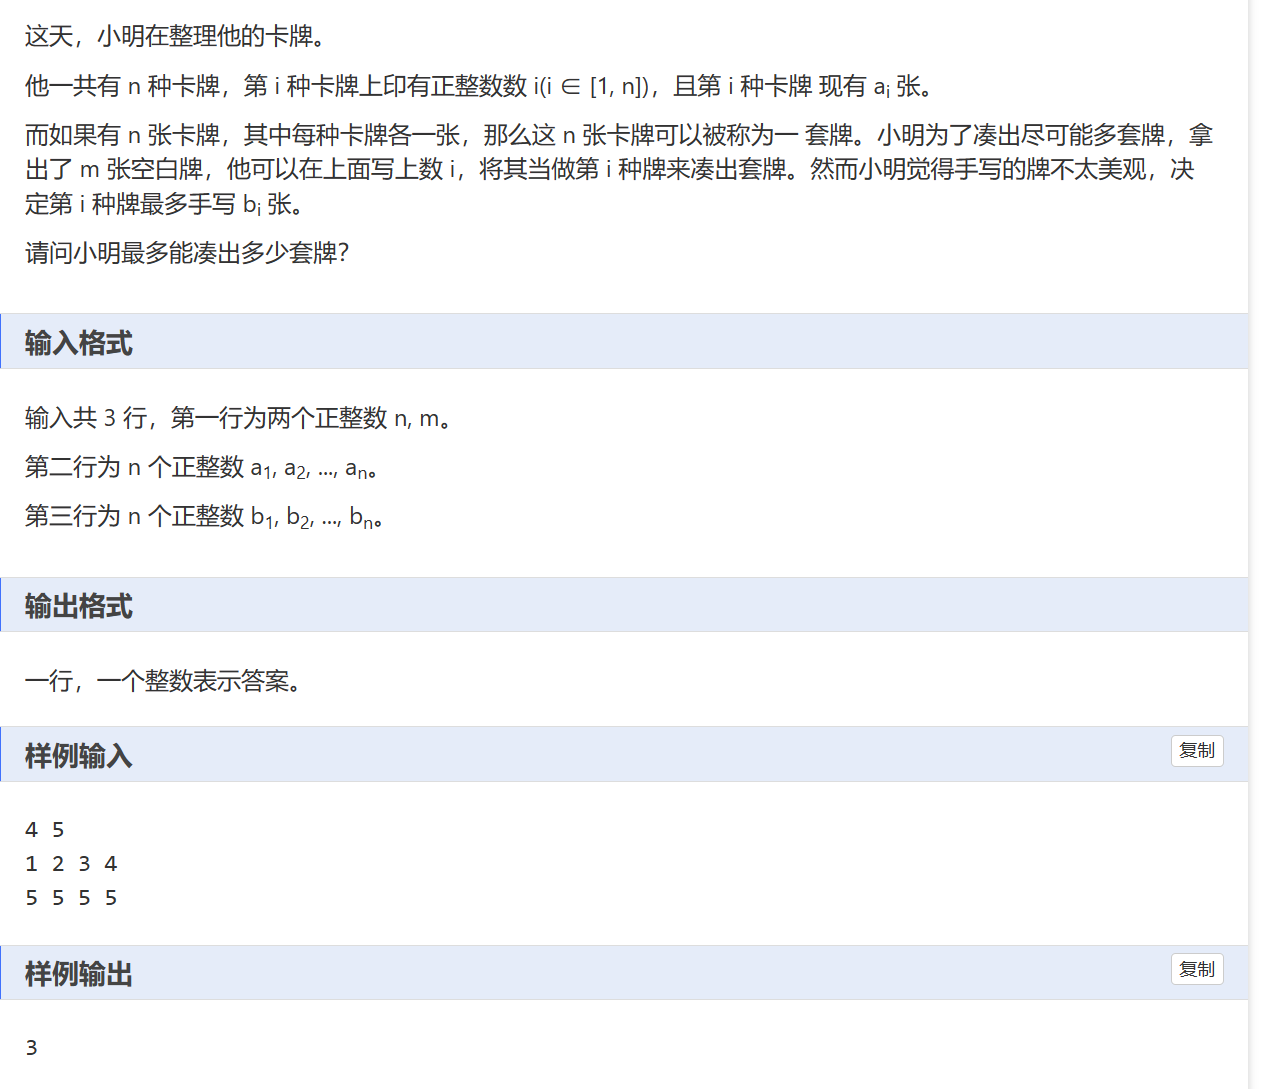 这天，小明在整理他的卡牌。
他一共有 n 种卡牌，第 i 种卡牌上印有正整数数 i(i ∈ [1, n])，且第 i 种卡牌 现有 aᵢ 张。
而如果有 n 张卡牌，其中每种卡牌各一张，那么这 n 张卡牌可以被称为一 套牌。小明为了凑出尽可能多套牌，拿
出了 m 张空白牌，他可以在上面写上数 i，将其当做第 i 种牌来凑出套牌。然而小明觉得手写的牌不太美观，决
定第 i 种牌最多手写 bᵢ 张。
请问小明最多能凑出多少套牌？
输入格式
输入共 3 行，第一行为两个正整数 n, m。
第二行为 n 个正整数 a₁, a₂, ..., aₙ。
第三行为 n 个正整数 b₁, b₂, ..., bₙ。
输出格式
一行，一个整数表示答案。
样例输入
复制
4 5
1 2 3 4
5 5 5 5
样例输出
复制
3